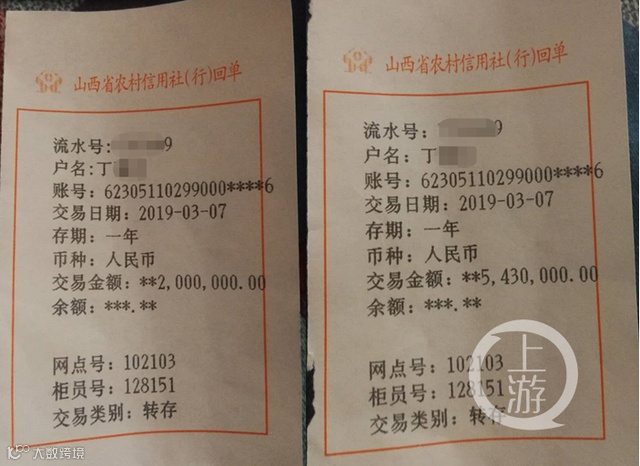 山西省农村信用社(行)回单
流水号: 9
户名:丁
账号: 62305110299000****6
交易日期: 2019-03-07
存期: 一年
币种: 人民币
交易金额: **2,000,000.00
余额: ***.**
网点号: 102103
柜员号: 128151
交易类别: 转存
山西省农村信用社(行)回单
流水号: 9
户名: 丁
账号: 62305110299000****6
交易日期: 2019-03-07
存期: 一年
币种: 人民币
交易金额: **5,430,000.00
余额: ***.**
网点号: 102103
柜员号: 128151
交易类别: 转存
上游
大数跨境